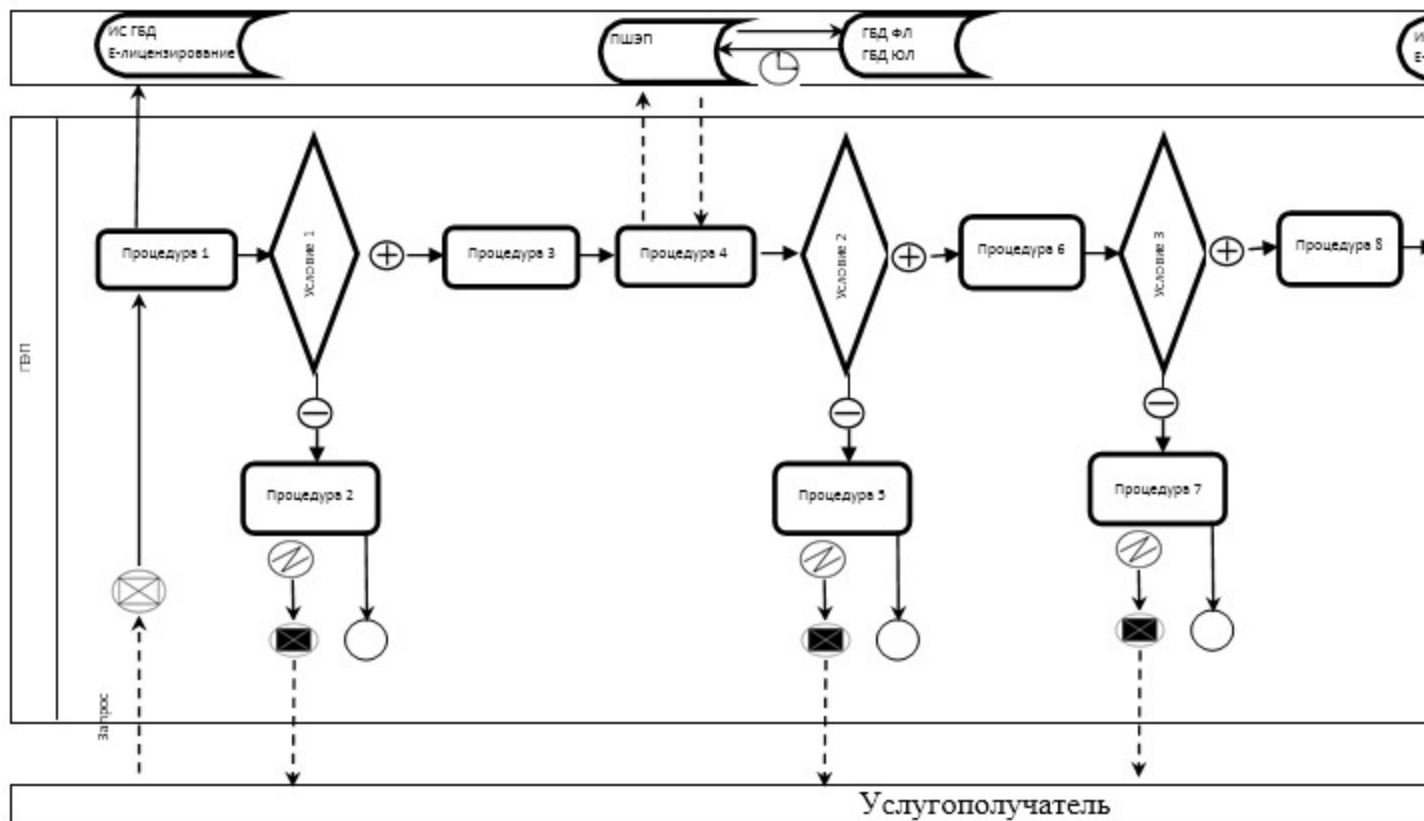 ИС ГБД
Е-лицензирование
ПШЭП
ГБД ФЛ
ГБД ЮЛ
ГЭП
Процедура 1
Условие 1
Процедура 3
Процедура 4
Условие 2
Процедура 6
Условие 3
Процедура 8
Процедура 2
Процедура 5
Процедура 7
Запрос
Услугополучатель